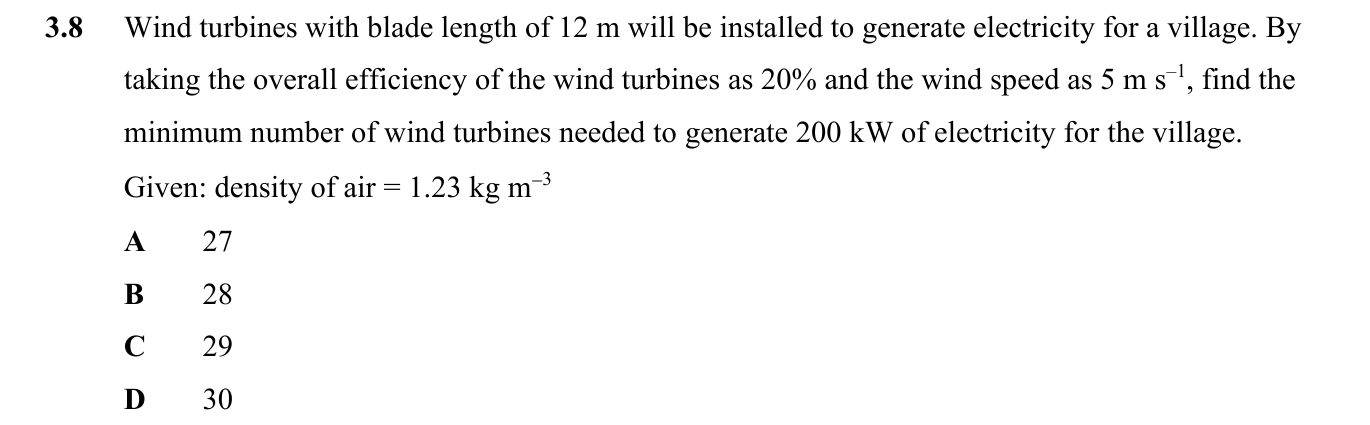 3.8 Wind turbines with blade length of 12 m will be installed to generate electricity for a village. By
taking the overall efficiency of the wind turbines as 20% and the wind speed as 5 m s⁻¹, find the
minimum number of wind turbines needed to generate 200 kW of electricity for the village.
Given: density of air = 1.23 kg m⁻³
A 27
B 28
C 29
D 30